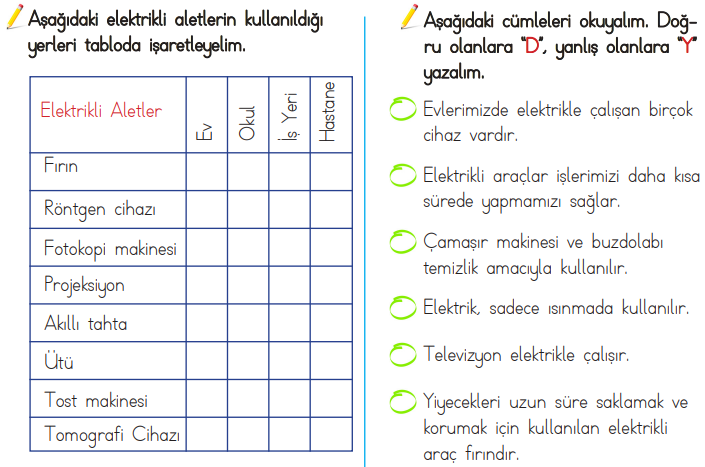 Aşağıdaki elektrikli aletlerin kullanıldığı
yerleri tabloda işaretleyelim.
Elektrikli Aletler
Ev
Okul
İş Yeri
Hastane
Fırın
Röntgen cihazı
Fotokopi makinesi
Projeksiyon
Akıllı tahta
Ütü
Tost makinesi
Tomografi Cihazı
Aşağıdaki cümleleri okuyalım. Doğ-
ru olanlara "D", yanlış olanlara "Y"
yazalım.
Evlerimizde elektrikle çalışan birçok
cihaz vardır.
Elektrikli araçlar işlerimizi daha kısa
sürede yapmamızı sağlar.
Çamaşır makinesi ve buzdolabı
temizlik amacıyla kullanılır.
Elektrik, sadece ısınmada kullanılır.
Televizyon elektrikle çalışır.
Yiyecekleri uzun süre saklamak ve
korumak için kullanılan elektrikli
araç fırındır.